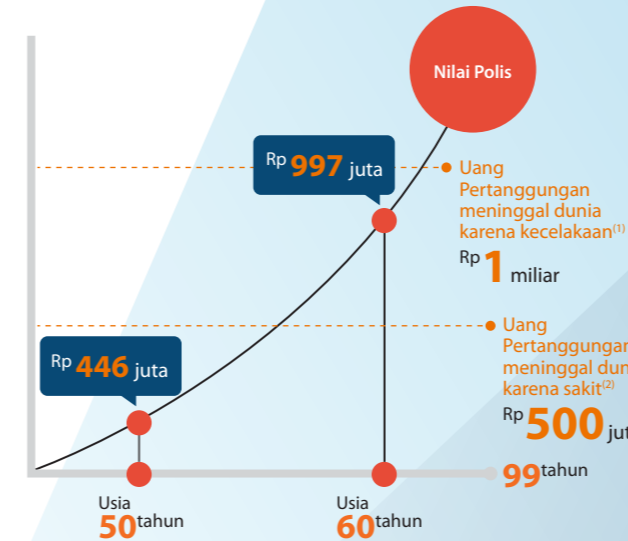 Nilai Polis
Rp 997 juta
Uang
Pertanggungan
meninggal dunia
karena kecelakaan(1)
Rp 1 miliar
Uang
Pertanggungan
meninggal
karena sakit(2)
Rp 500
Rp 446 juta
99 tahun
Usia
50 tahun
Usia
60 tahun